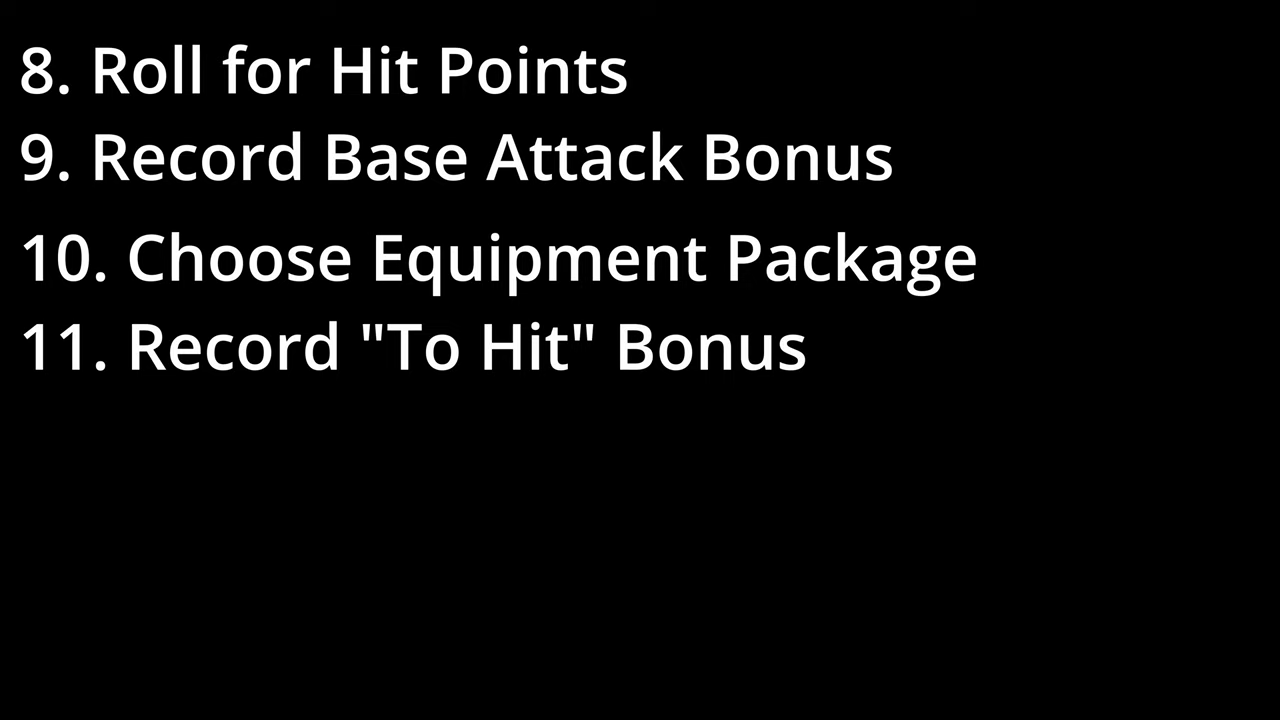 8. Roll for Hit Points
9. Record Base Attack Bonus
10. Choose Equipment Package
11. Record "To Hit" Bonus